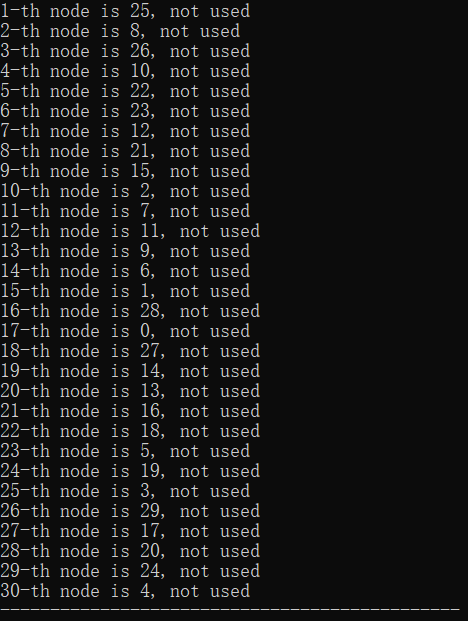 1-th node is 25, not used
2-th node is 8, not used
3-th node is 26, not used
4-th node is 10, not used
5-th node is 22, not used
6-th node is 23, not used
7-th node is 12, not used
8-th node is 21, not used
9-th node is 15, not used
10-th node is 2, not used
11-th node is 7, not used
12-th node is 11, not used
13-th node is 9, not used
14-th node is 6, not used
15-th node is 1, not used
16-th node is 28, not used
17-th node is 0, not used
18-th node is 27, not used
19-th node is 14, not used
20-th node is 13, not used
21-th node is 16, not used
22-th node is 18, not used
23-th node is 5, not used
24-th node is 19, not used
25-th node is 3, not used
26-th node is 29, not used
27-th node is 17, not used
28-th node is 20, not used
29-th node is 24, not used
30-th node is 4, not used
----------------------------------------------